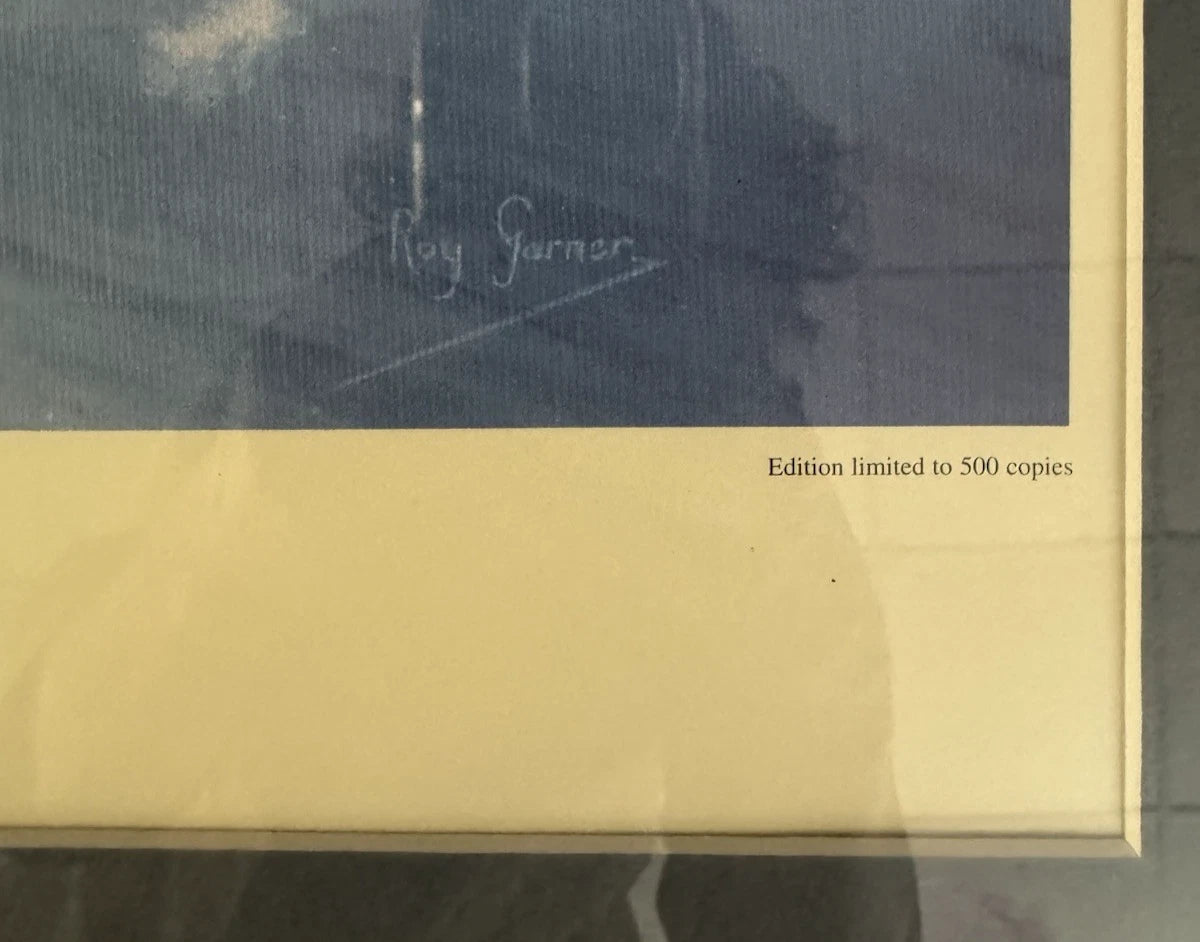 Roy Garner
Edition limited to 500 copies